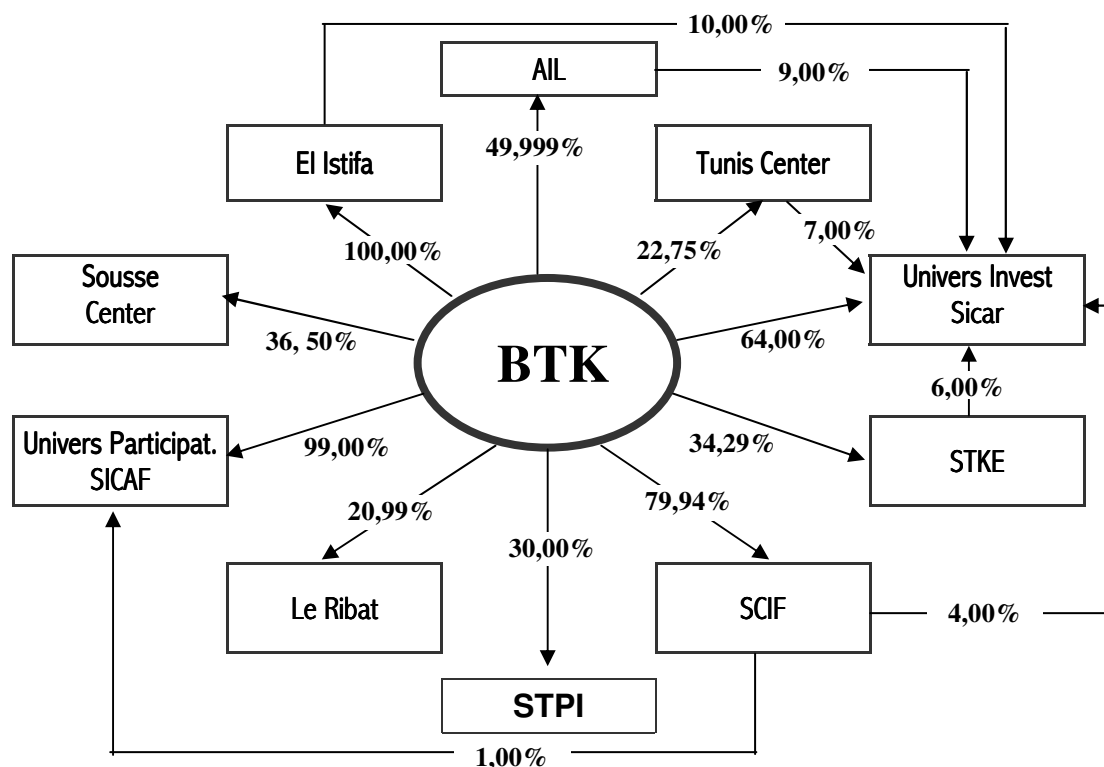 10,00%
AIL
9,00%
El Istifa
49,999%
Tunis Center
100,00%
22,75%
7,00%
Sousse
Center
Univers Invest
Sicar
36, 50%
BTK
64,00%
6,00%
Univers Participat.
SICAF
99,00%
34,29%
STKE
20,99%
30,00%
79,94%
Le Ribat
SCIF
4,00%
STPI
1,00%